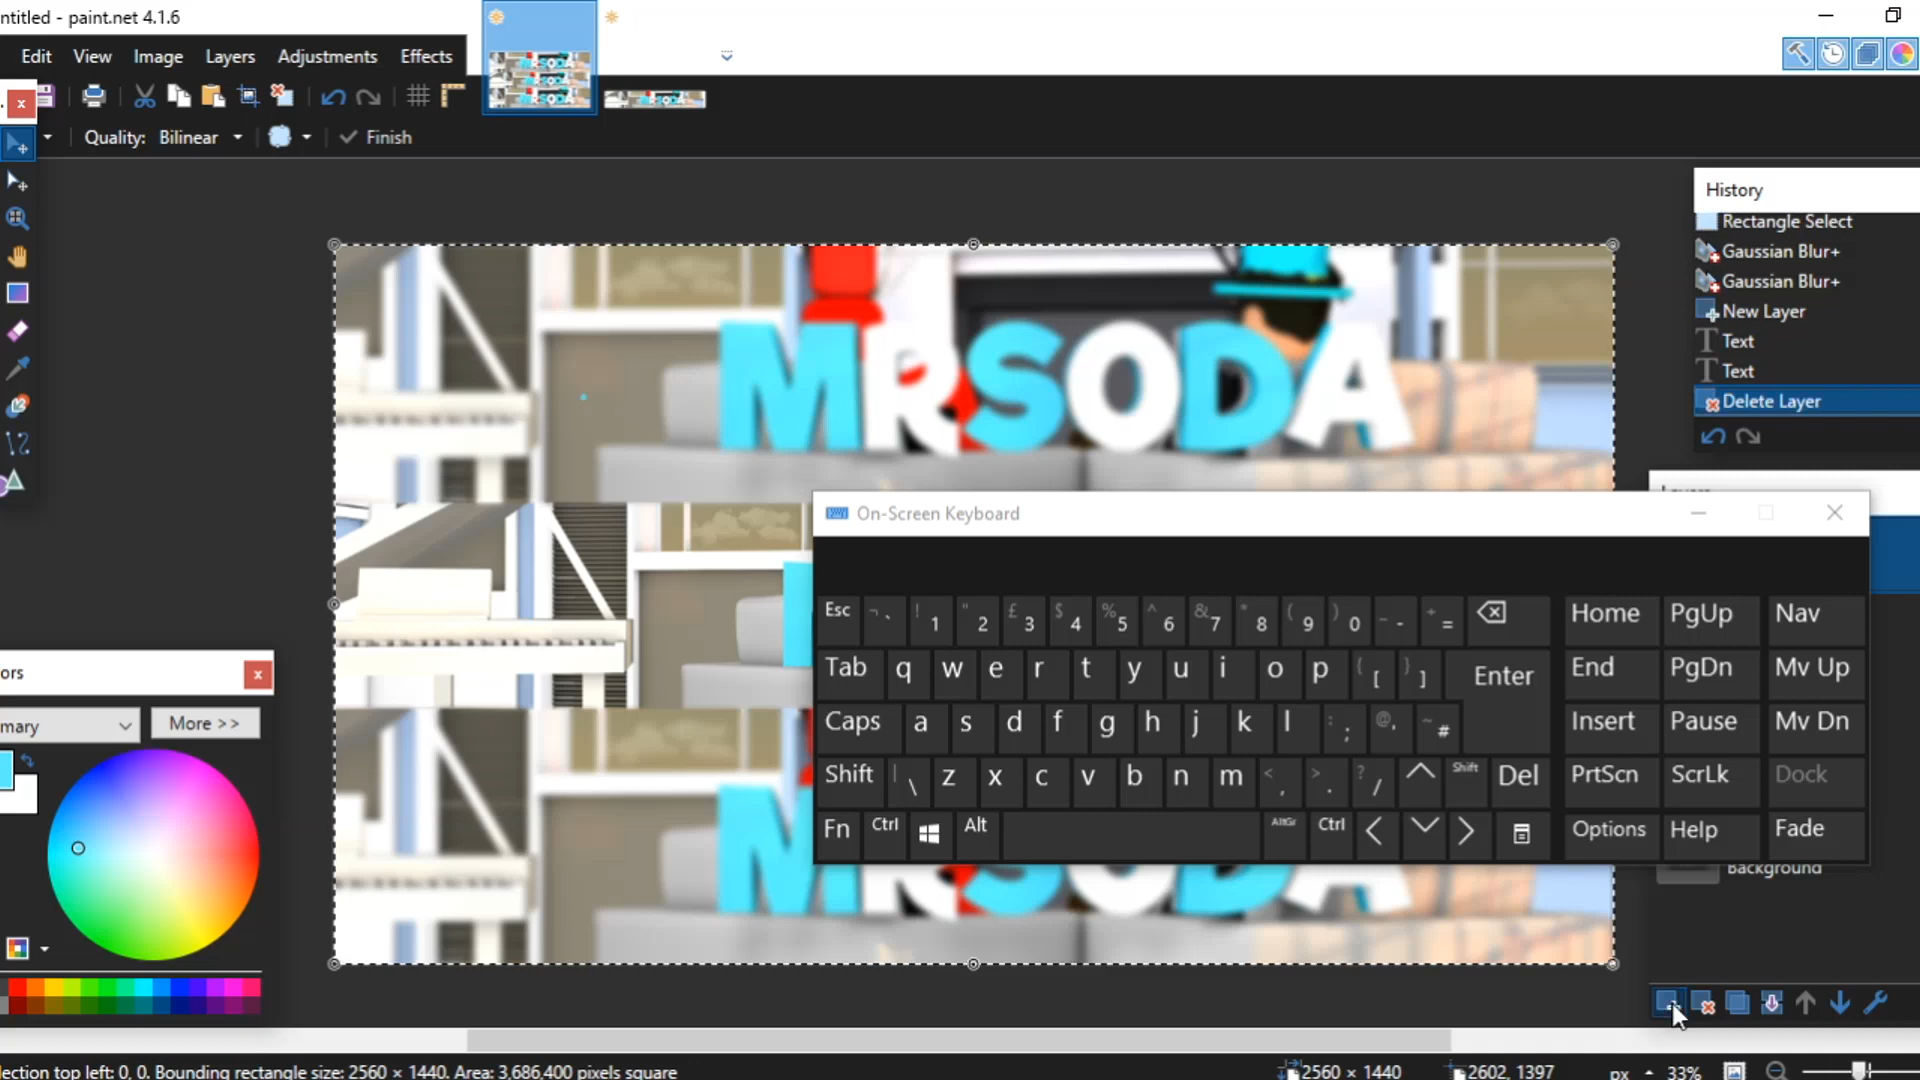 ntitled - paint.net 4.1.6
Edit View Image Layers Adjustments Effects
Quality: Bilinear Finish
History
Rectangle Select
Gaussian Blur+
Gaussian Blur+
New Layer
Text
Text
Delete Layer
MRSODA
On-Screen Keyboard
Esc ¬ ` ! 1 " 2 £ 3 $ 4 % 5 ^ 6 & 7 * 8 ( 9 ) 0 - + = Home PgUp Nav
Tab q w e r t y u i o p { [ } ] Enter End PgDn Mv Up
Caps a s d f g h j k l : ; @ ' ~ # Insert Pause Mv Dn
Shift | \ z x c v b n m < , > . ? / Shift Del PrtScn ScrLk Dock
Fn Ctrl Alt AltGr Ctrl Options Help Fade
ors
mary More >>
MRSODA
Background
lection top left: 0, 0. Bounding rectangle size: 2560 × 1440. Area: 3,686,400 pixels square 2560 × 1440 2602, 1397 px 33%